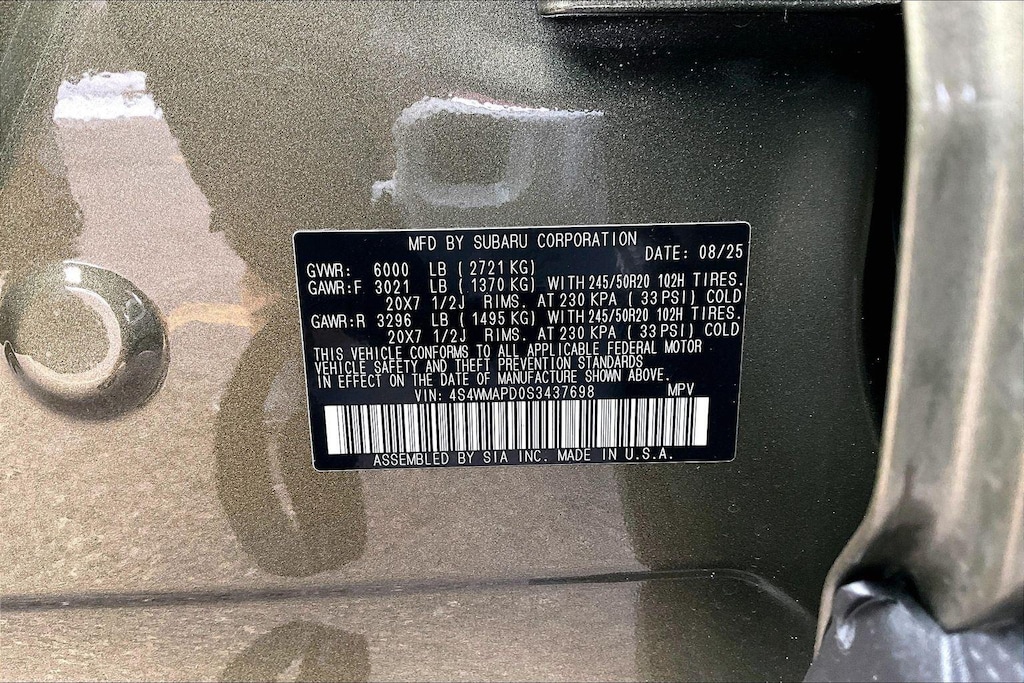 MFD BY SUBARU CORPORATION
DATE: 08/25
GVWR: 6000 LB ( 2721 KG)
GAWR:F 3021 LB ( 1370 KG) WITH 245/50R20 102H TIRES.
20X7 1/2J RIMS. AT 230 KPA ( 33 PSI) COLD
GAWR:R 3296 LB ( 1495 KG) WITH 245/50R20 102H TIRES.
20X7 1/2J RIMS. AT 230 KPA ( 33 PSI) COLD
THIS VEHICLE CONFORMS TO ALL APPLICABLE FEDERAL MOTOR
VEHICLE SAFETY AND THEFT PREVENTION STANDARDS
IN EFFECT ON THE DATE OF MANUFACTURE SHOWN ABOVE.
VIN: 4S4WMAPD0S3437698 MPV
ASSEMBLED BY SIA INC. MADE IN U.S.A.